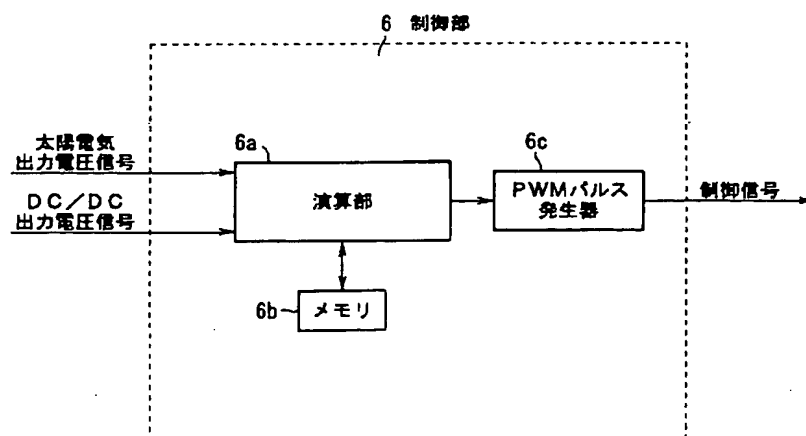 6 制御部
太陽電気
出力電圧信号
DC/DC
出力電圧信号
6a
演算部
6b
メモリ
6c
PWMパルス
発生器
制御信号